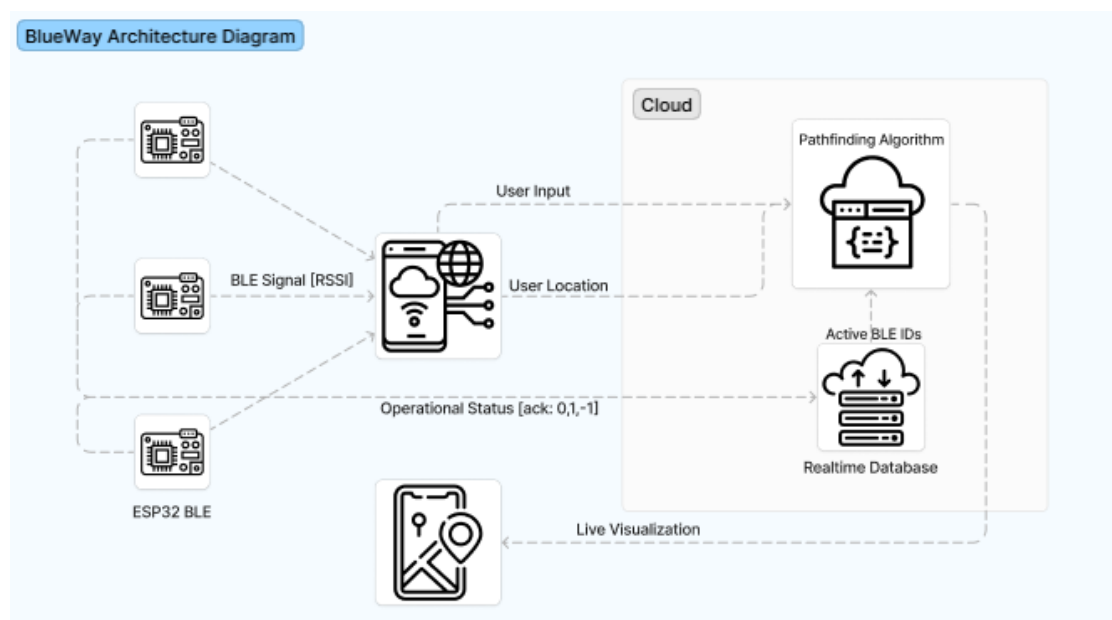 BlueWay Architecture Diagram
Cloud
Pathfinding Algorithm
User Input
BLE Signal [RSSI]
User Location
Active BLE IDs
Operational Status [ack: 0,1,-1]
Realtime Database
ESP32 BLE
Live Visualization